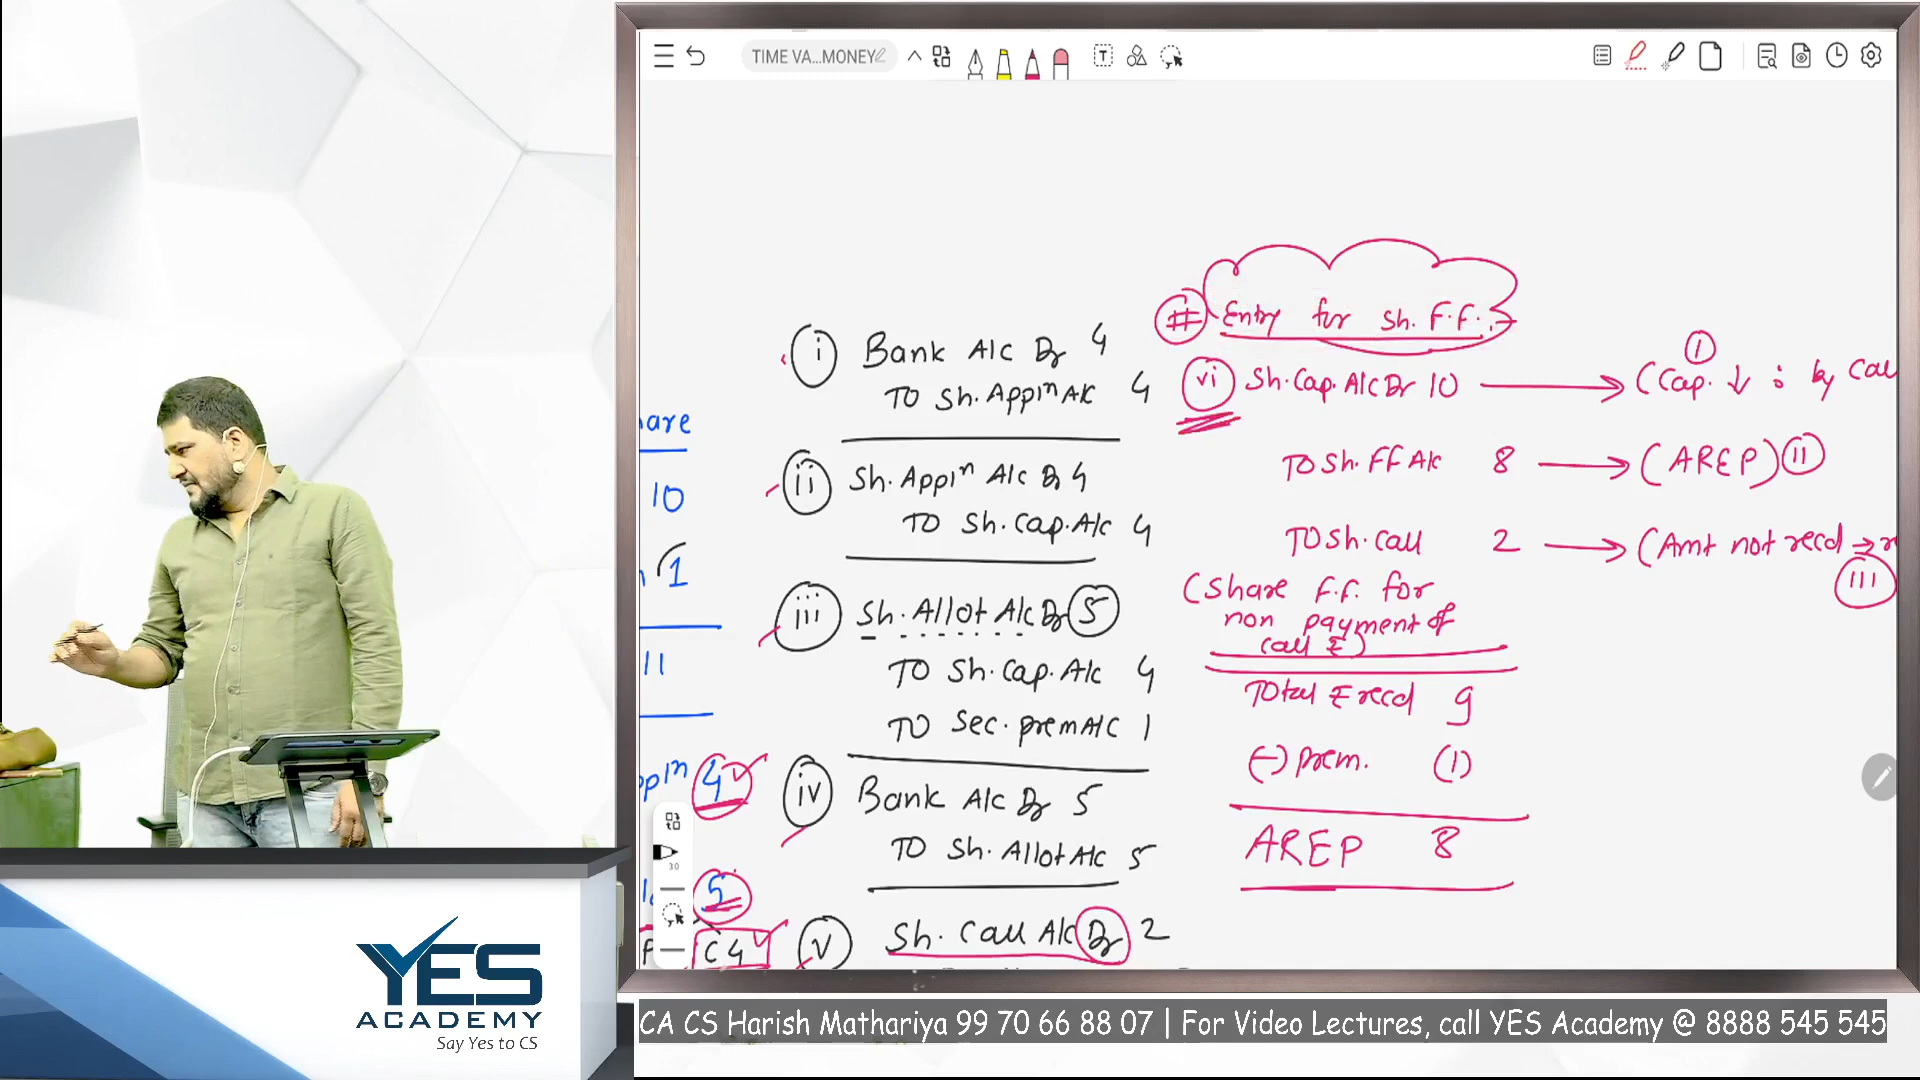 TIME VA...MONEY
T
are
10
1
11
4
5
C 4
30
i Bank A/c Dr 4
TO Sh. Appln A/c 4
ii Sh. Appln A/c Dr 4
TO Sh. Cap. A/c 4
iii Sh. Allot A/c Dr 5
TO Sh. Cap. A/c 4
TO Sec. prem A/c 1
iv Bank A/c Dr 5
TO Sh. Allot A/c 5
v Sh. Call A/c Dr 2
# Entry for Sh. F.F.
vi Sh. Cap. A/c Dr 10 → (Cap. ↓ : by Cal
I
TO Sh. FF A/c 8 → (AREP) II
TO Sh. Call 2 → (Amt not recd →
III
(Share F.F. for
non payment of
Call ₹)
Total ₹ recd 9
(-) prem. (1)
AREP 8
YES
ACADEMY
Say Yes to CS
CA CS Harish Mathariya 99 70 66 88 07 | For Video Lectures, call YES Academy @ 8888 545 545